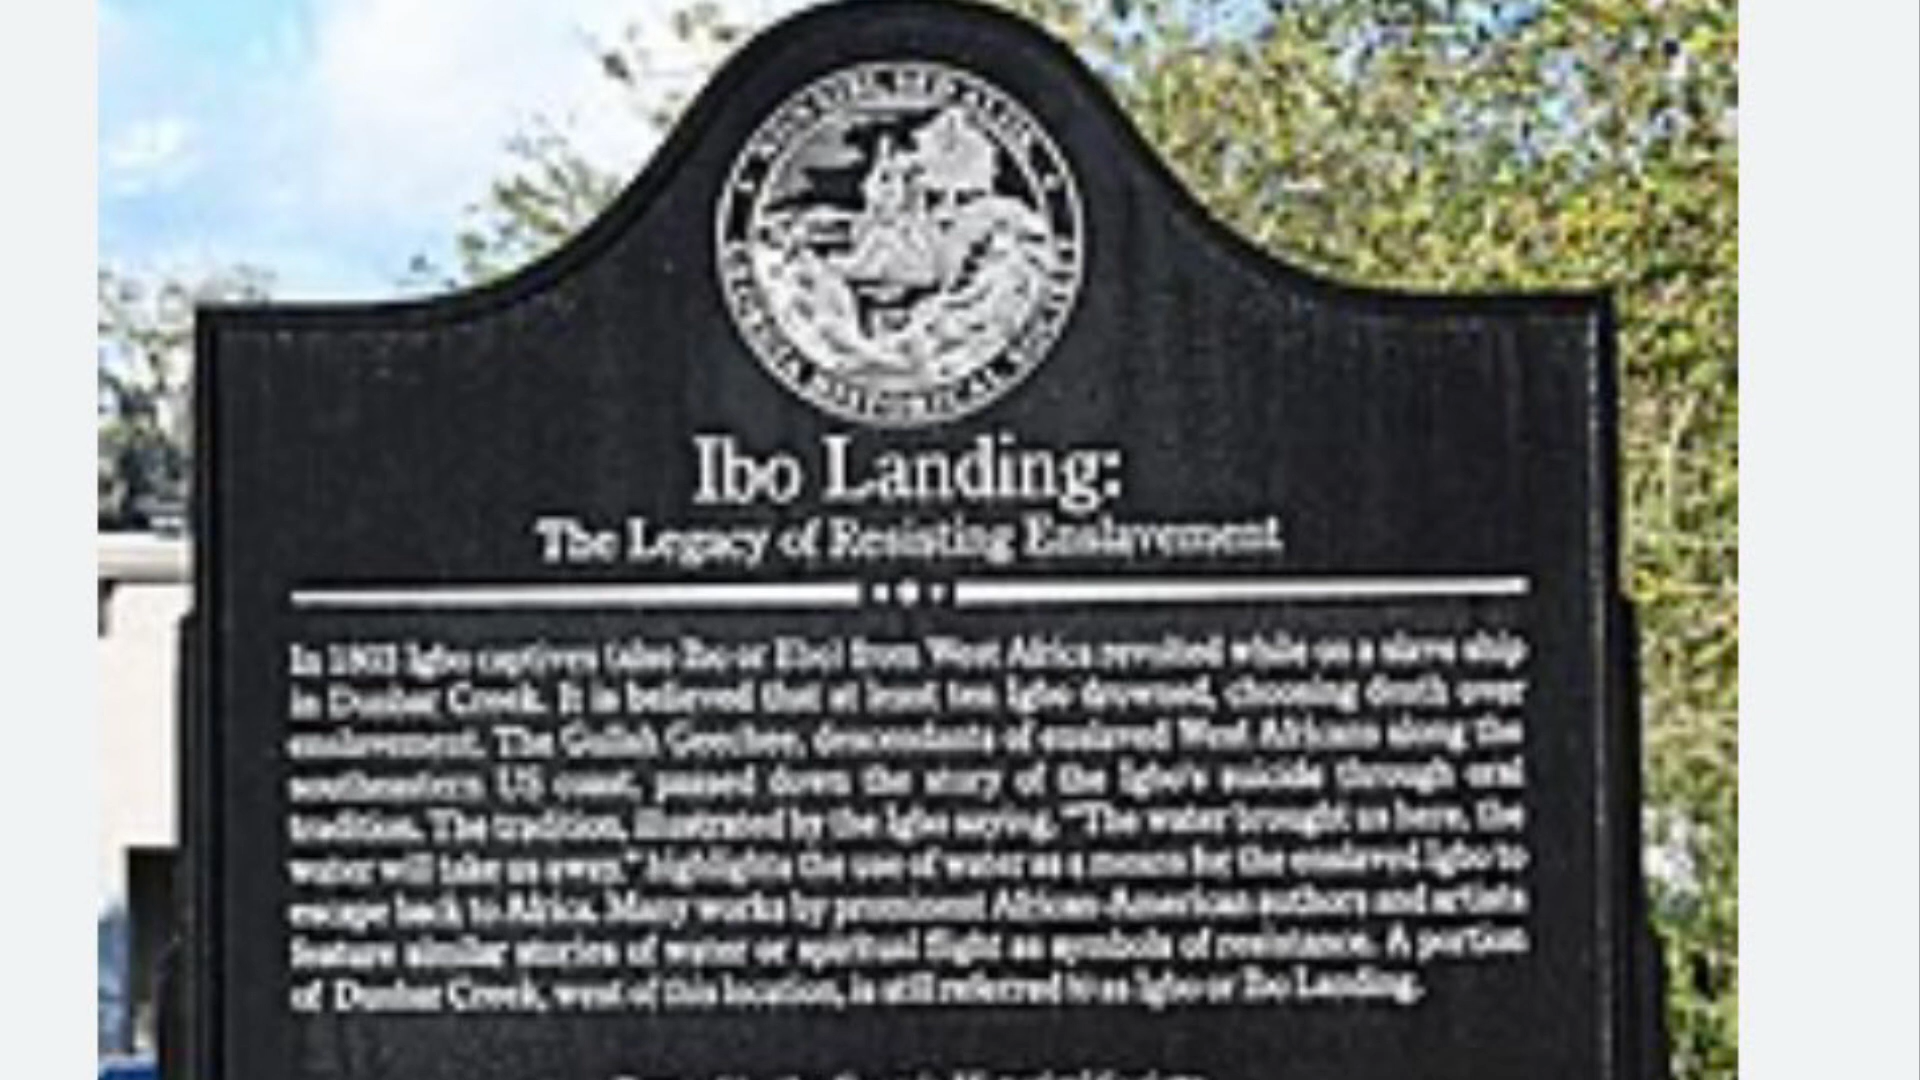 GEORGIA HISTORICAL SOCIETY
Ibo Landing:
The Legacy of Resisting Enslavement
In 1803 Igbo captives (also Ibo or Ebo) from West Africa revolted while on a slave ship
in Dunbar Creek. It is believed that at least ten Igbo drowned, choosing death over
enslavement. The Gullah Geechee, descendants of enslaved West Africans along the
southeastern US coast, passed down the story of the Igbo's suicide through oral
tradition. The tradition, illustrated by the Igbo saying, "The water brought us here, the
water will take us away," highlights the use of water as a means for the enslaved Igbo to
escape back to Africa. Many works by prominent African-American authors and artists
feature similar stories of water or spiritual flight as symbols of resistance. A portion
of Dunbar Creek, west of this location, is still referred to as Igbo or Ibo Landing.